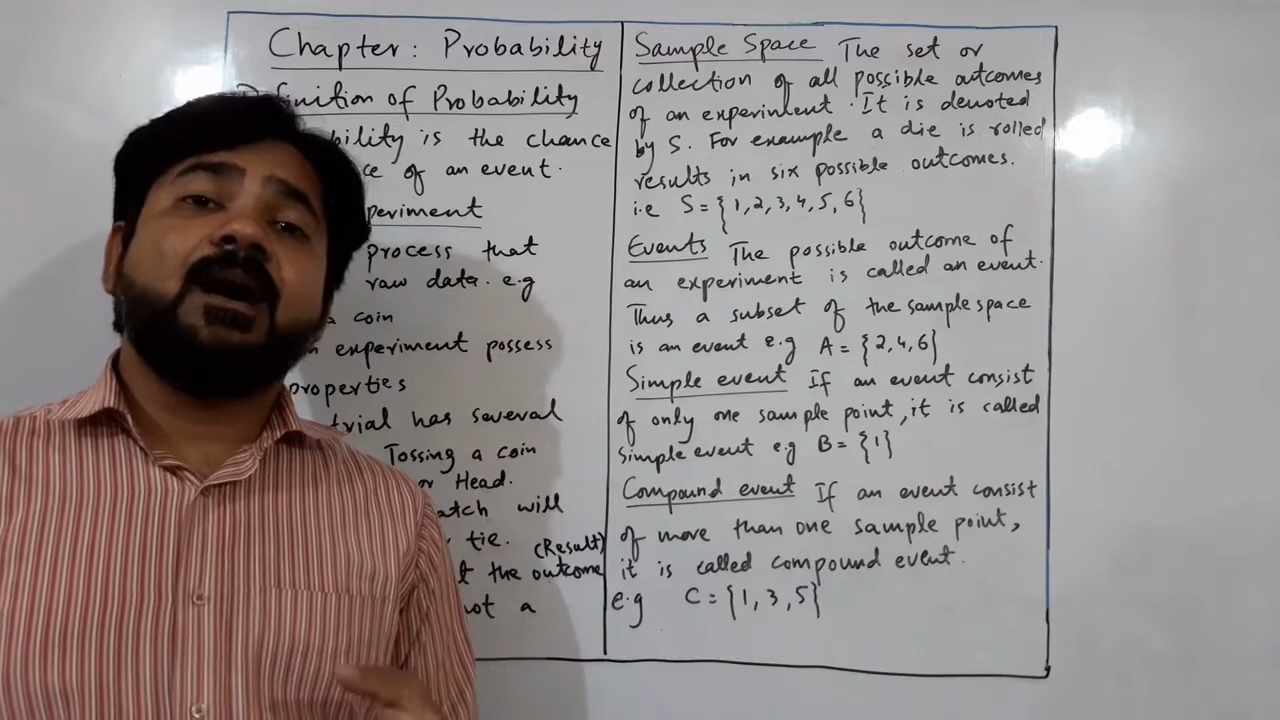 Chapter: Probability
Definition of Probability
bility is the chance
ce of an event.
periment
process that
raw data. e.g
a coin
experiment possess
properties
trial has several
Tossing a coin
or Head.
atch will
tie. (Result)
the outcome
not a
Sample Space The set or
collection of all possible outcomes
of an experiment. It is denoted
by S. For example a die is rolled
results in six possible outcomes.
i.e S = {1,2,3,4,5,6}
Events The possible outcome of
an experiment is called an event.
Thus a subset of the sample space
is an event e.g A = {2,4,6}
Simple event If an event consist
of only one sample point, it is called
simple event e.g B = {1}
Compound event If an event consist
of more than one sample point,
it is called compound event.
e.g C = {1,3,5}